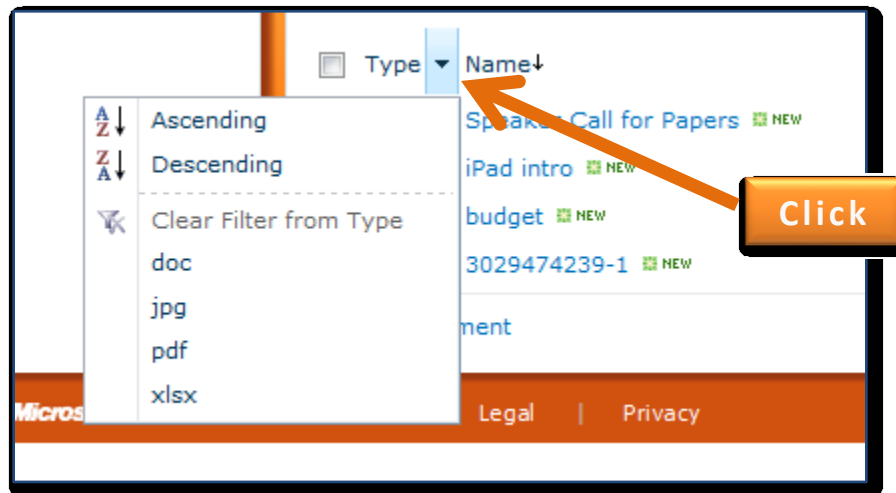 Type Name
Ascending
Speaker Call for Papers NEW
Descending
iPad intro NEW
Clear Filter from Type
budget NEW
Click
doc
3029474239-1 NEW
jpg
pdf
xlsx
Legal | Privacy